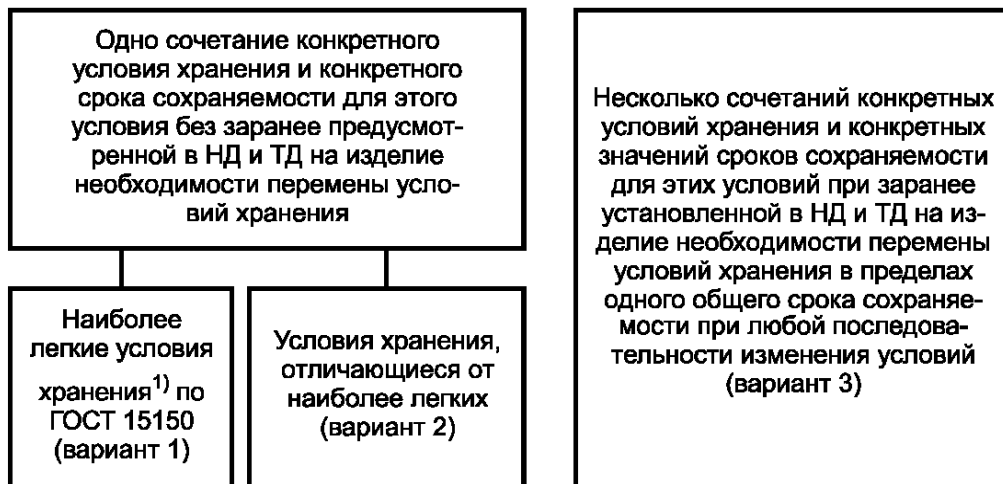 Одно сочетание конкретного
условия хранения и конкретного
срока сохраняемости для этого
условия без заранее предусмот-
ренной в НД и ТД на изделие
необходимости перемены усло-
вий хранения
Наиболее
легкие условия
хранения1) по
ГОСТ 15150
(вариант 1)
Условия хранения,
отличающиеся от
наиболее легких
(вариант 2)
Несколько сочетаний конкретных
условий хранения и конкретных
значений сроков сохраняемости
для этих условий при заранее
установленной в НД и ТД на из-
делие необходимости перемены
условий хранения в пределах
одного общего срока сохраняе-
мости при любой последова-
тельности изменения условий
(вариант 3)